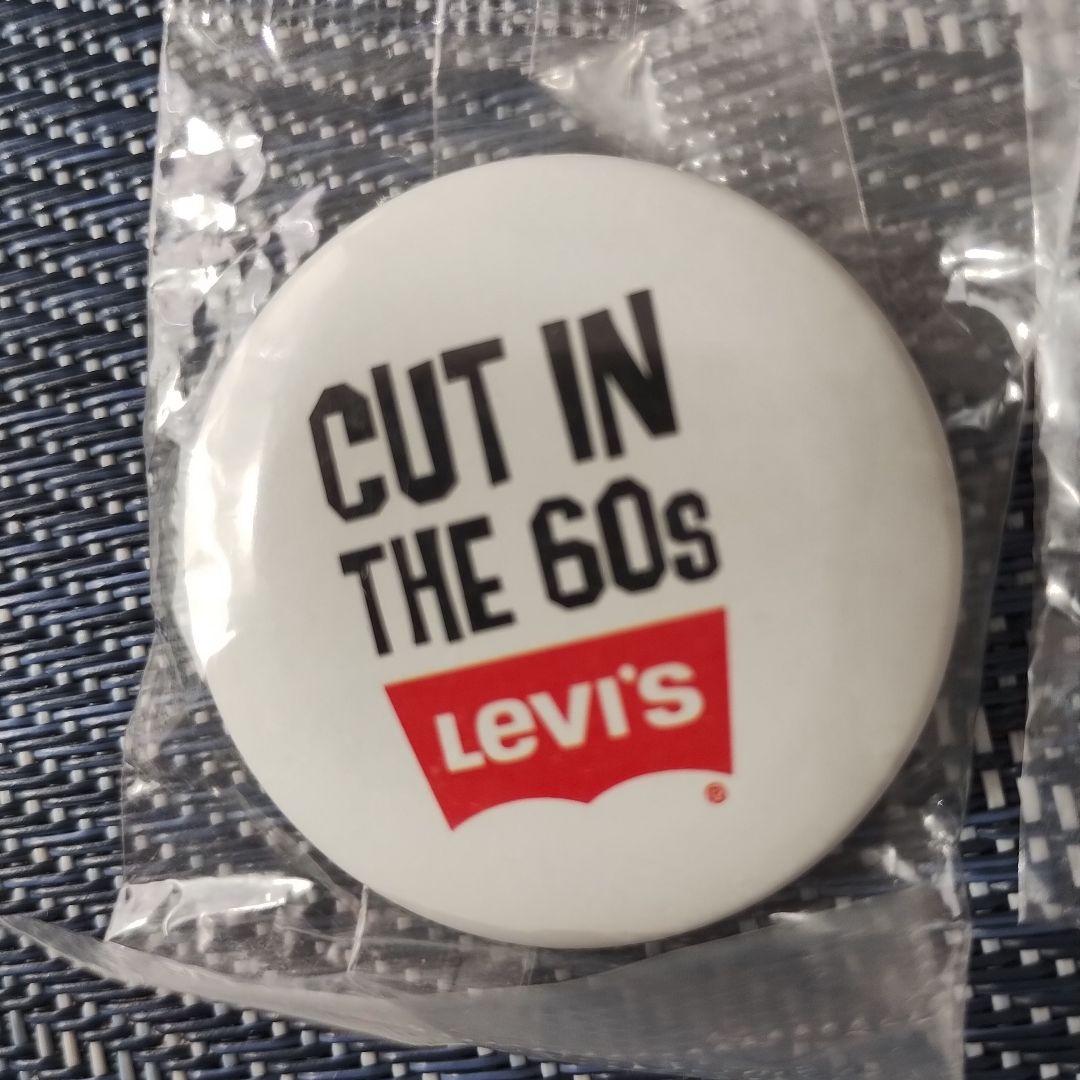 CUT IN
THE 60s
Levi's
®